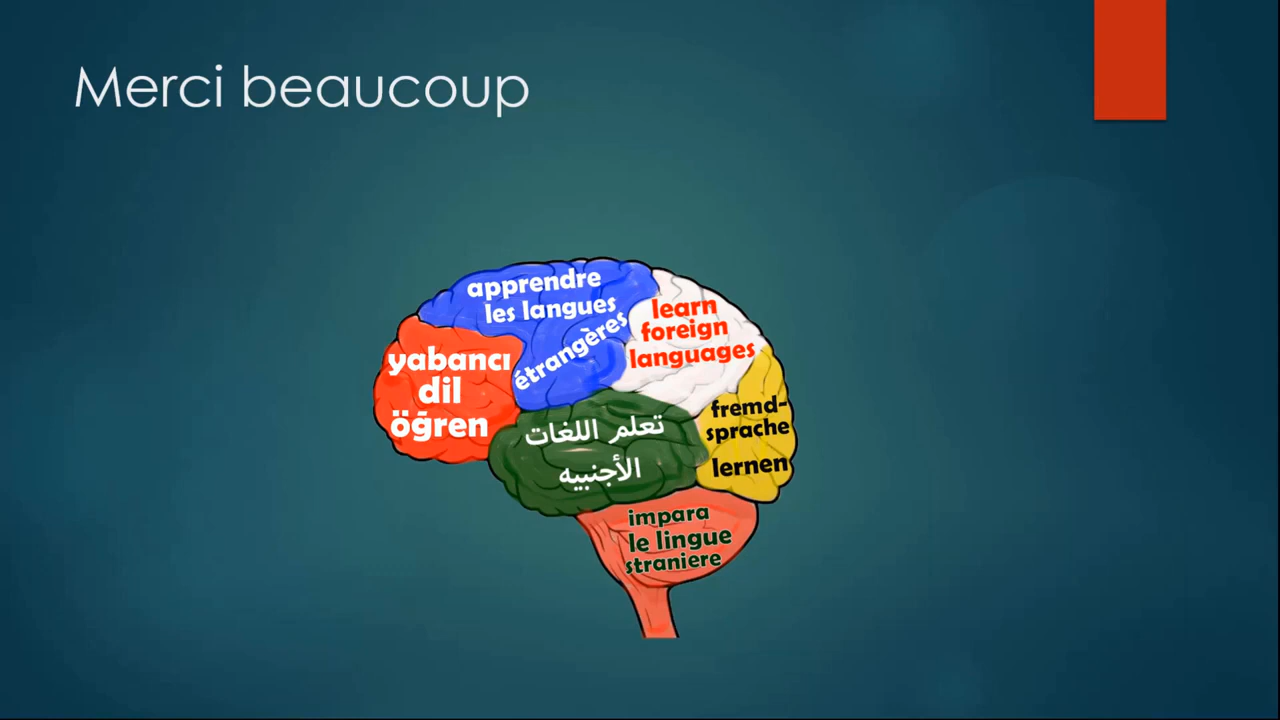 Merci beaucoup
apprendre
les langues
étrangères
learn
foreign
languages
yabancı
dil
öğren
تعلم اللغات
الأجنبيه
fremd-
sprache
lernen
impara
le lingue
straniere